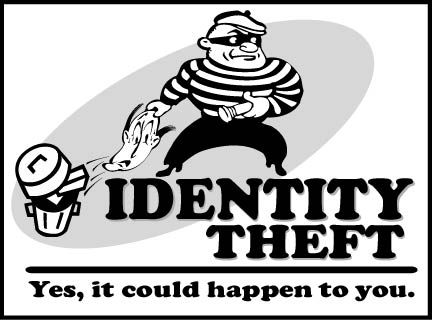 IDENTITY
THEFT
Yes, it could happen to you.